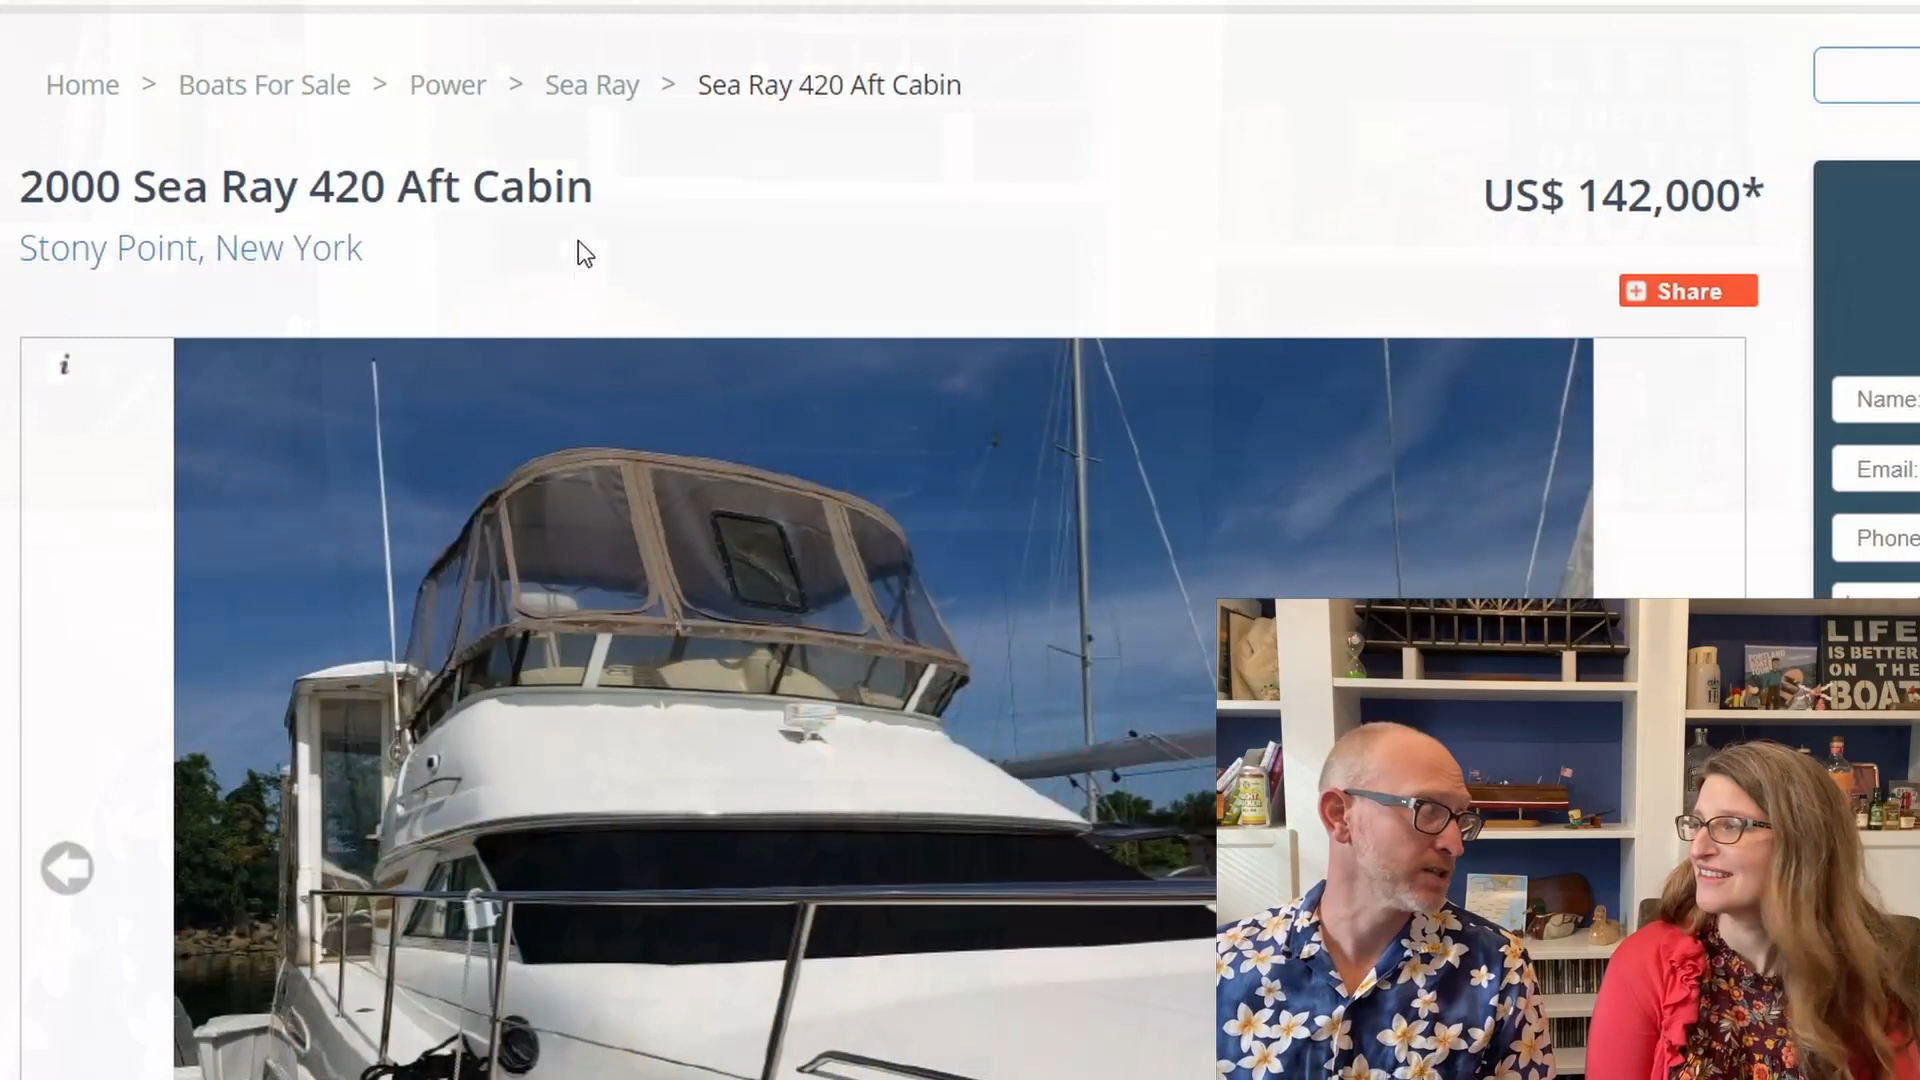 Home > Boats For Sale > Power > Sea Ray > Sea Ray 420 Aft Cabin
2000 Sea Ray 420 Aft Cabin
US$ 142,000*
Stony Point, New York
Share
i
Name:
Email:
Phone
LIFE
IS BETTER
ON THE
BOAT
PORTLAND